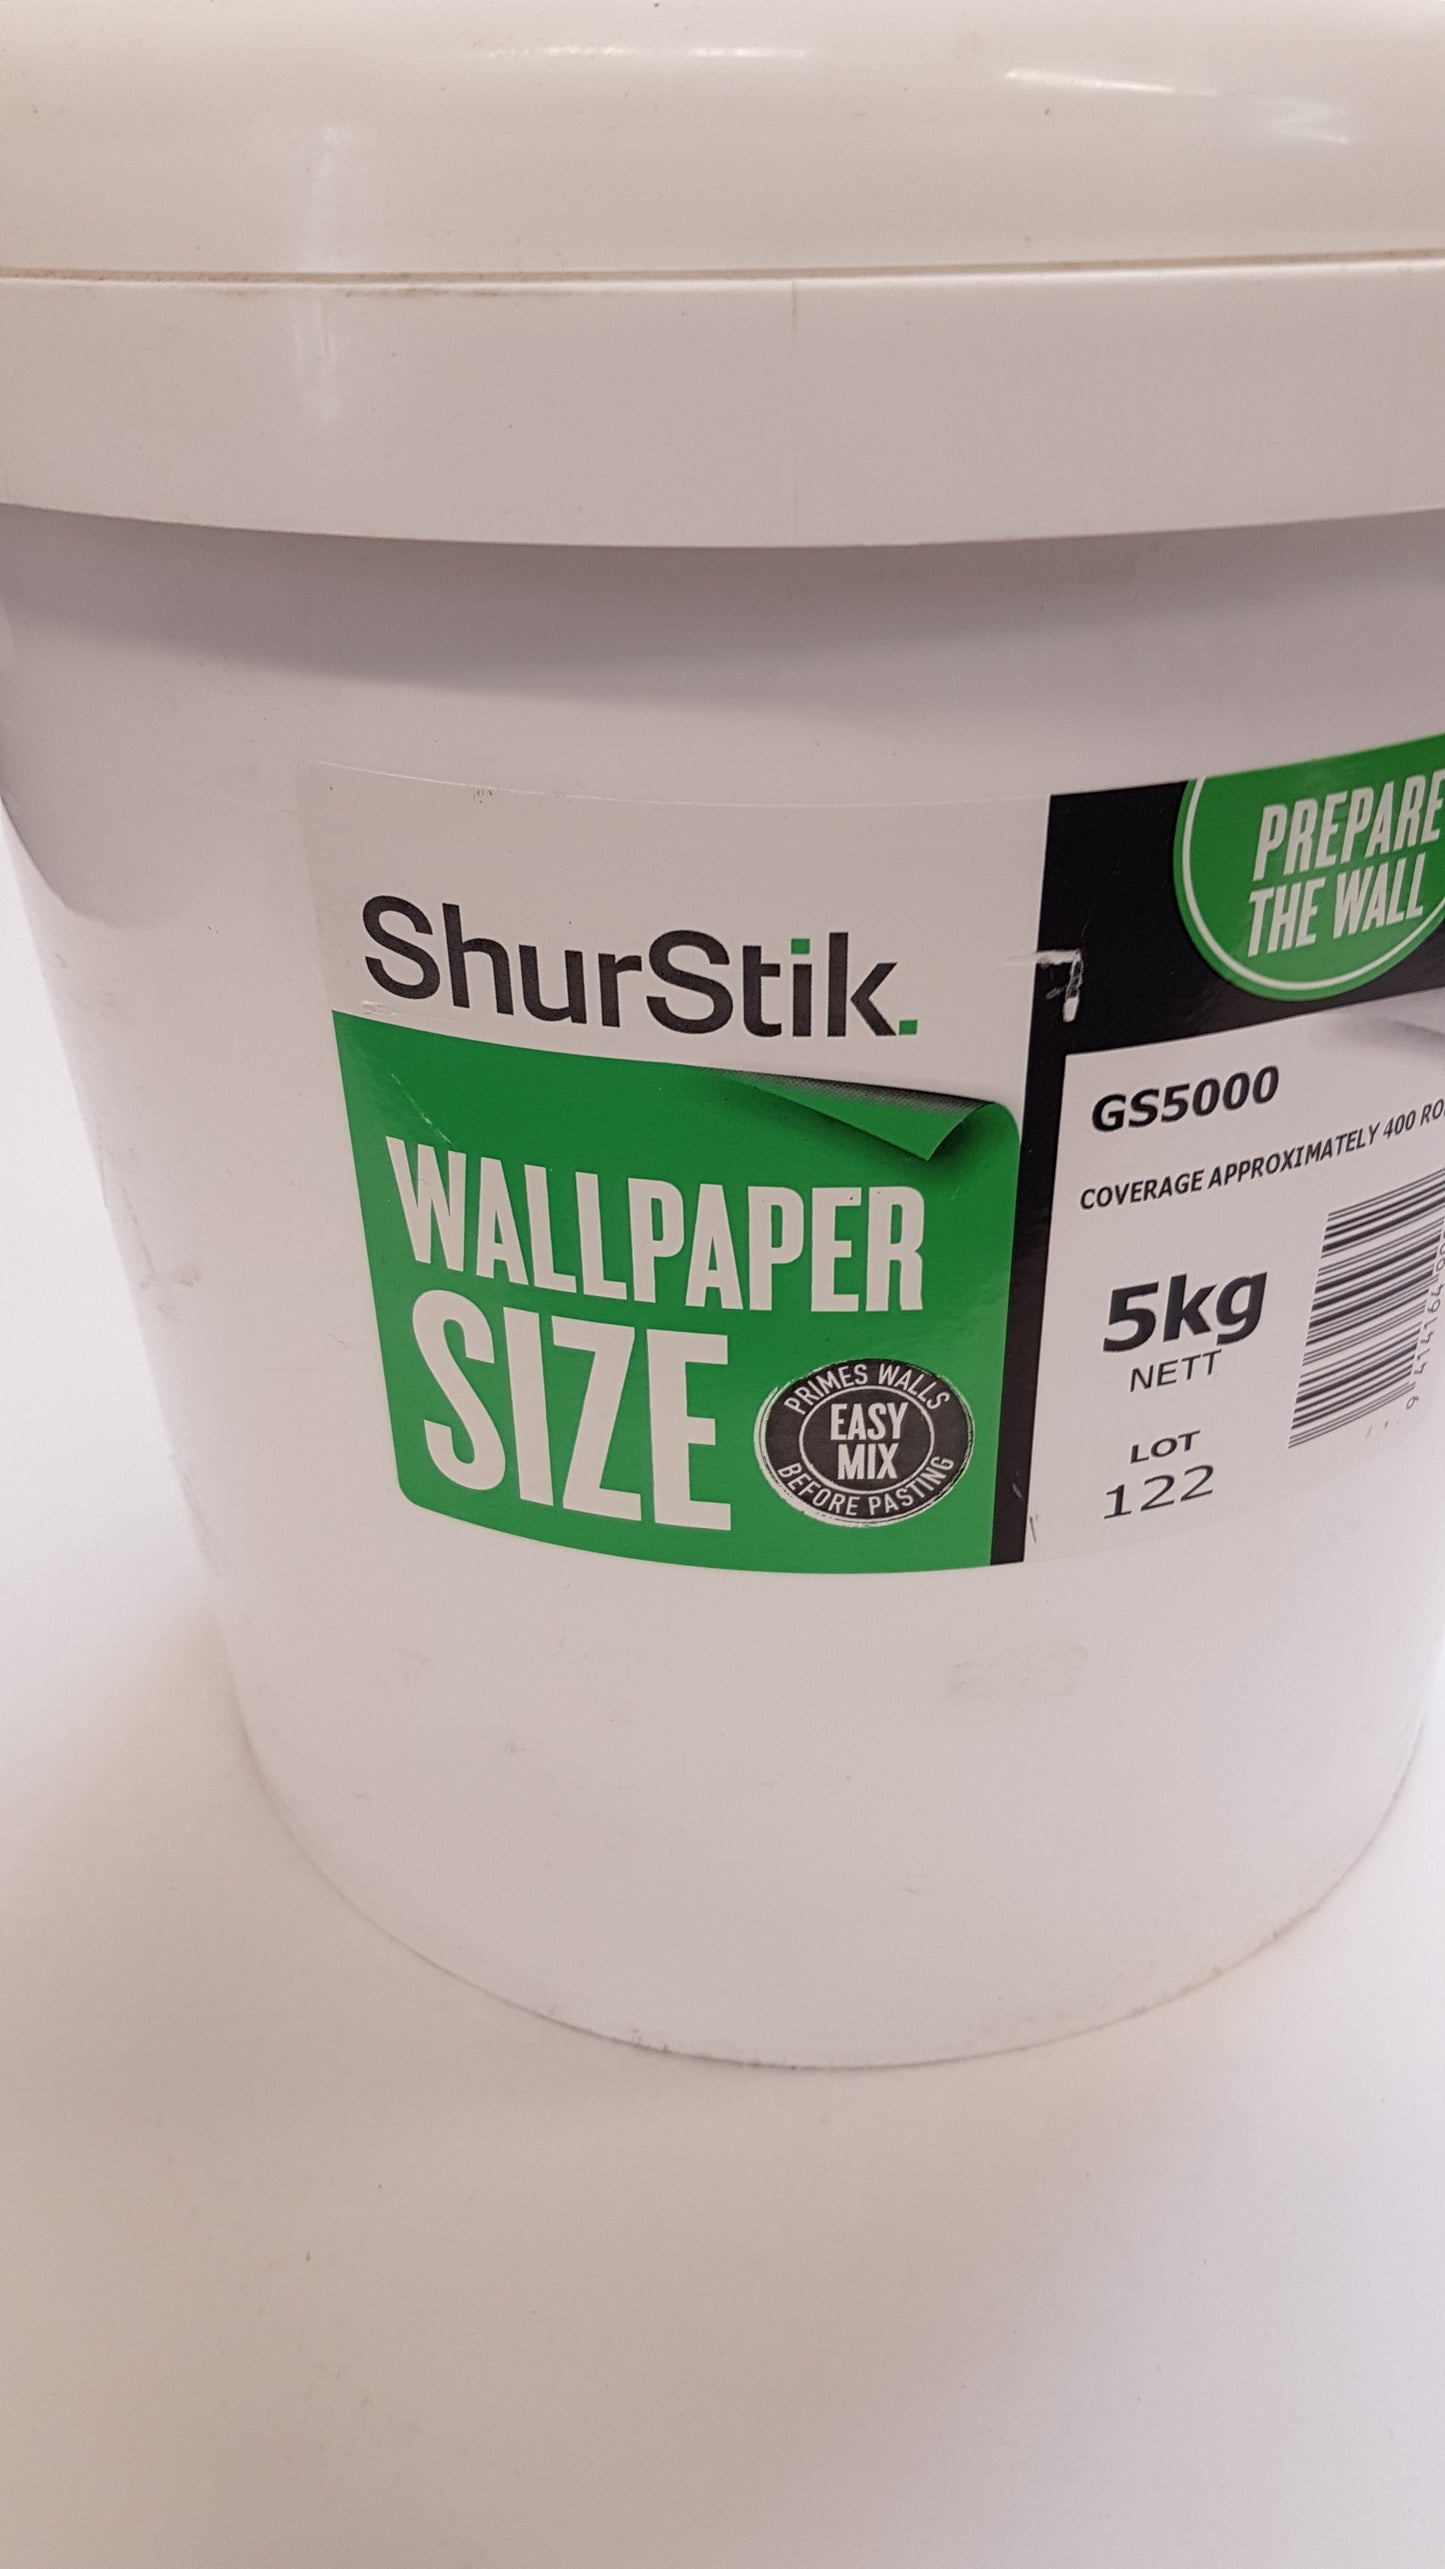 ShurStik.
WALLPAPER
SIZE
PRIMES WALLS
EASY
MIX
BEFORE PASTING
PREPARE
THE WALL
GS5000
COVERAGE APPROXIMATELY 400
5kg
NETT
LOT
122